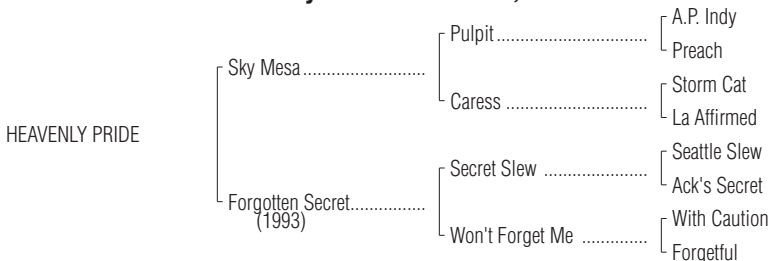 A.P. Indy
Pulpit
Preach
Sky Mesa
Storm Cat
Caress
La Affirmed
HEAVENLY PRIDE
Seattle Slew
Secret Slew
Ack's Secret
Forgotten Secret
(1993)
With Caution
Won't Forget Me
Forgetful